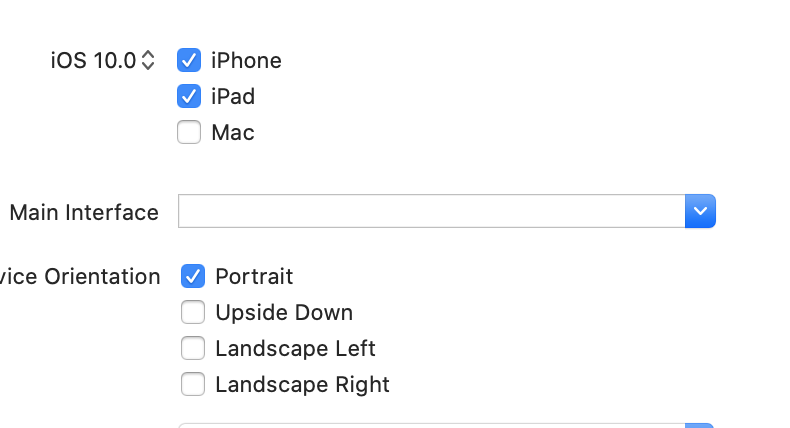 iOS 10.0 iPhone
iPad
Mac
Main Interface
vice Orientation Portrait
Upside Down
Landscape Left
Landscape Right